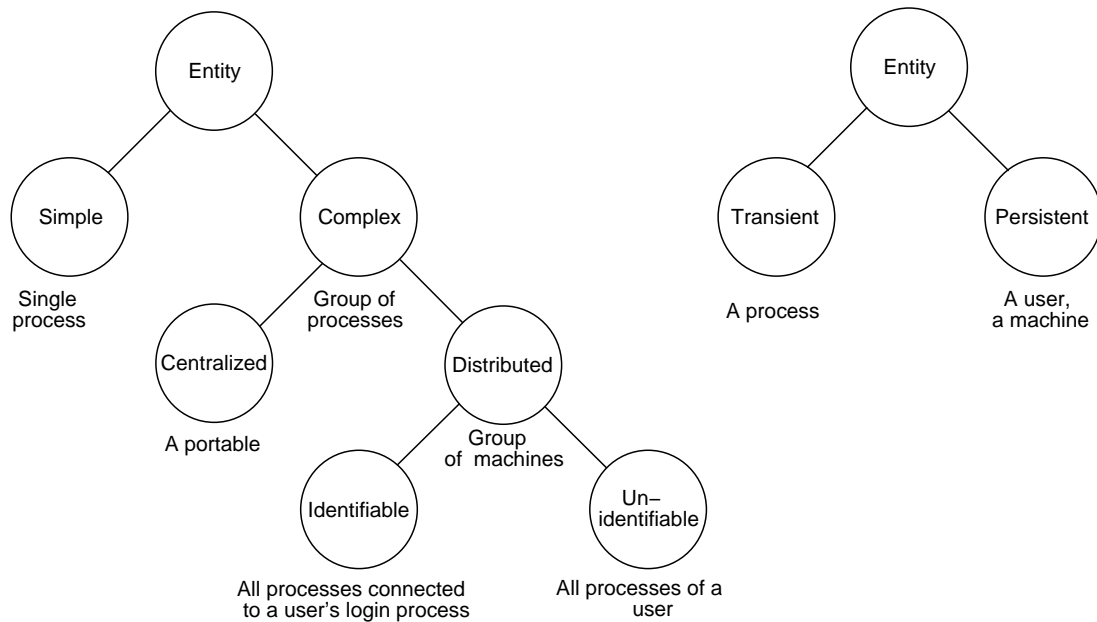 Entity
Entity
Simple
Complex
Transient
Persistent
Single
process
Group of
processes
A process
A user,
a machine
Centralized
Distributed
A portable
Group
of machines
Identifiable
Un−
identifiable
All processes connected
to a user's login process
All processes of a
user